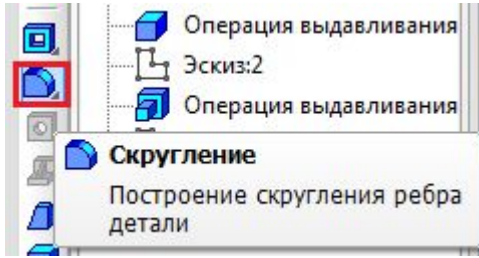 Операция выдавливания
Эскиз:2
Операция выдавливания
Скругление
Построение скругления ребра
детали